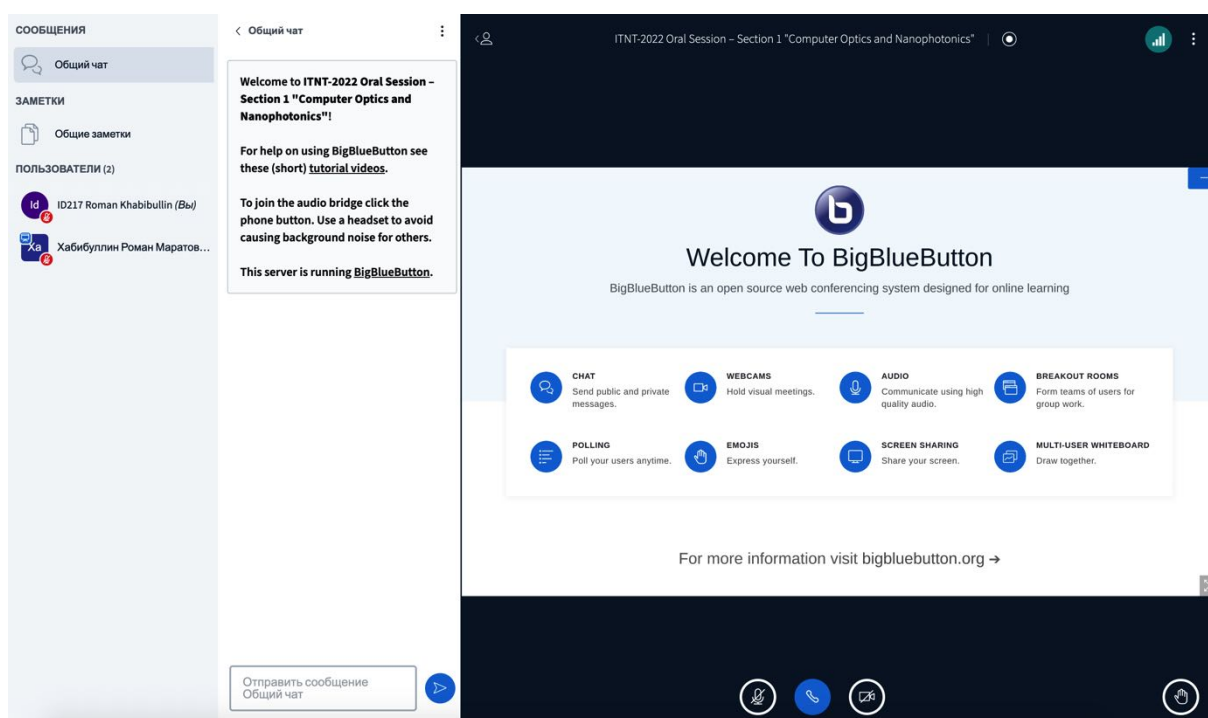 СООБЩЕНИЯ
Общий чат
ЗАМЕТКИ
Общие заметки
ПОЛЬЗОВАТЕЛИ (2)
Id
ID217 Roman Khabibullin (Вы)
Ха
Хабибуллин Роман Маратов...
Общий чат
Welcome to ITNT-2022 Oral Session –
Section 1 "Computer Optics and
Nanophotonics"!
For help on using BigBlueButton see
these (short) tutorial videos.
To join the audio bridge click the
phone button. Use a headset to avoid
causing background noise for others.
This server is running BigBlueButton.
Отправить сообщение
Общий чат
ITNT-2022 Oral Session – Section 1 "Computer Optics and Nanophotonics"
b
Welcome To BigBlueButton
BigBlueButton is an open source web conferencing system designed for online learning
CHAT
Send public and private
messages.
WEBCAMS
Hold visual meetings.
AUDIO
Communicate using high
quality audio.
BREAKOUT ROOMS
Form teams of users for
group work.
POLLING
Poll your users anytime.
EMOJIS
Express yourself.
SCREEN SHARING
Share your screen.
MULTI-USER WHITEBOARD
Draw together.
For more information visit bigbluebutton.org →